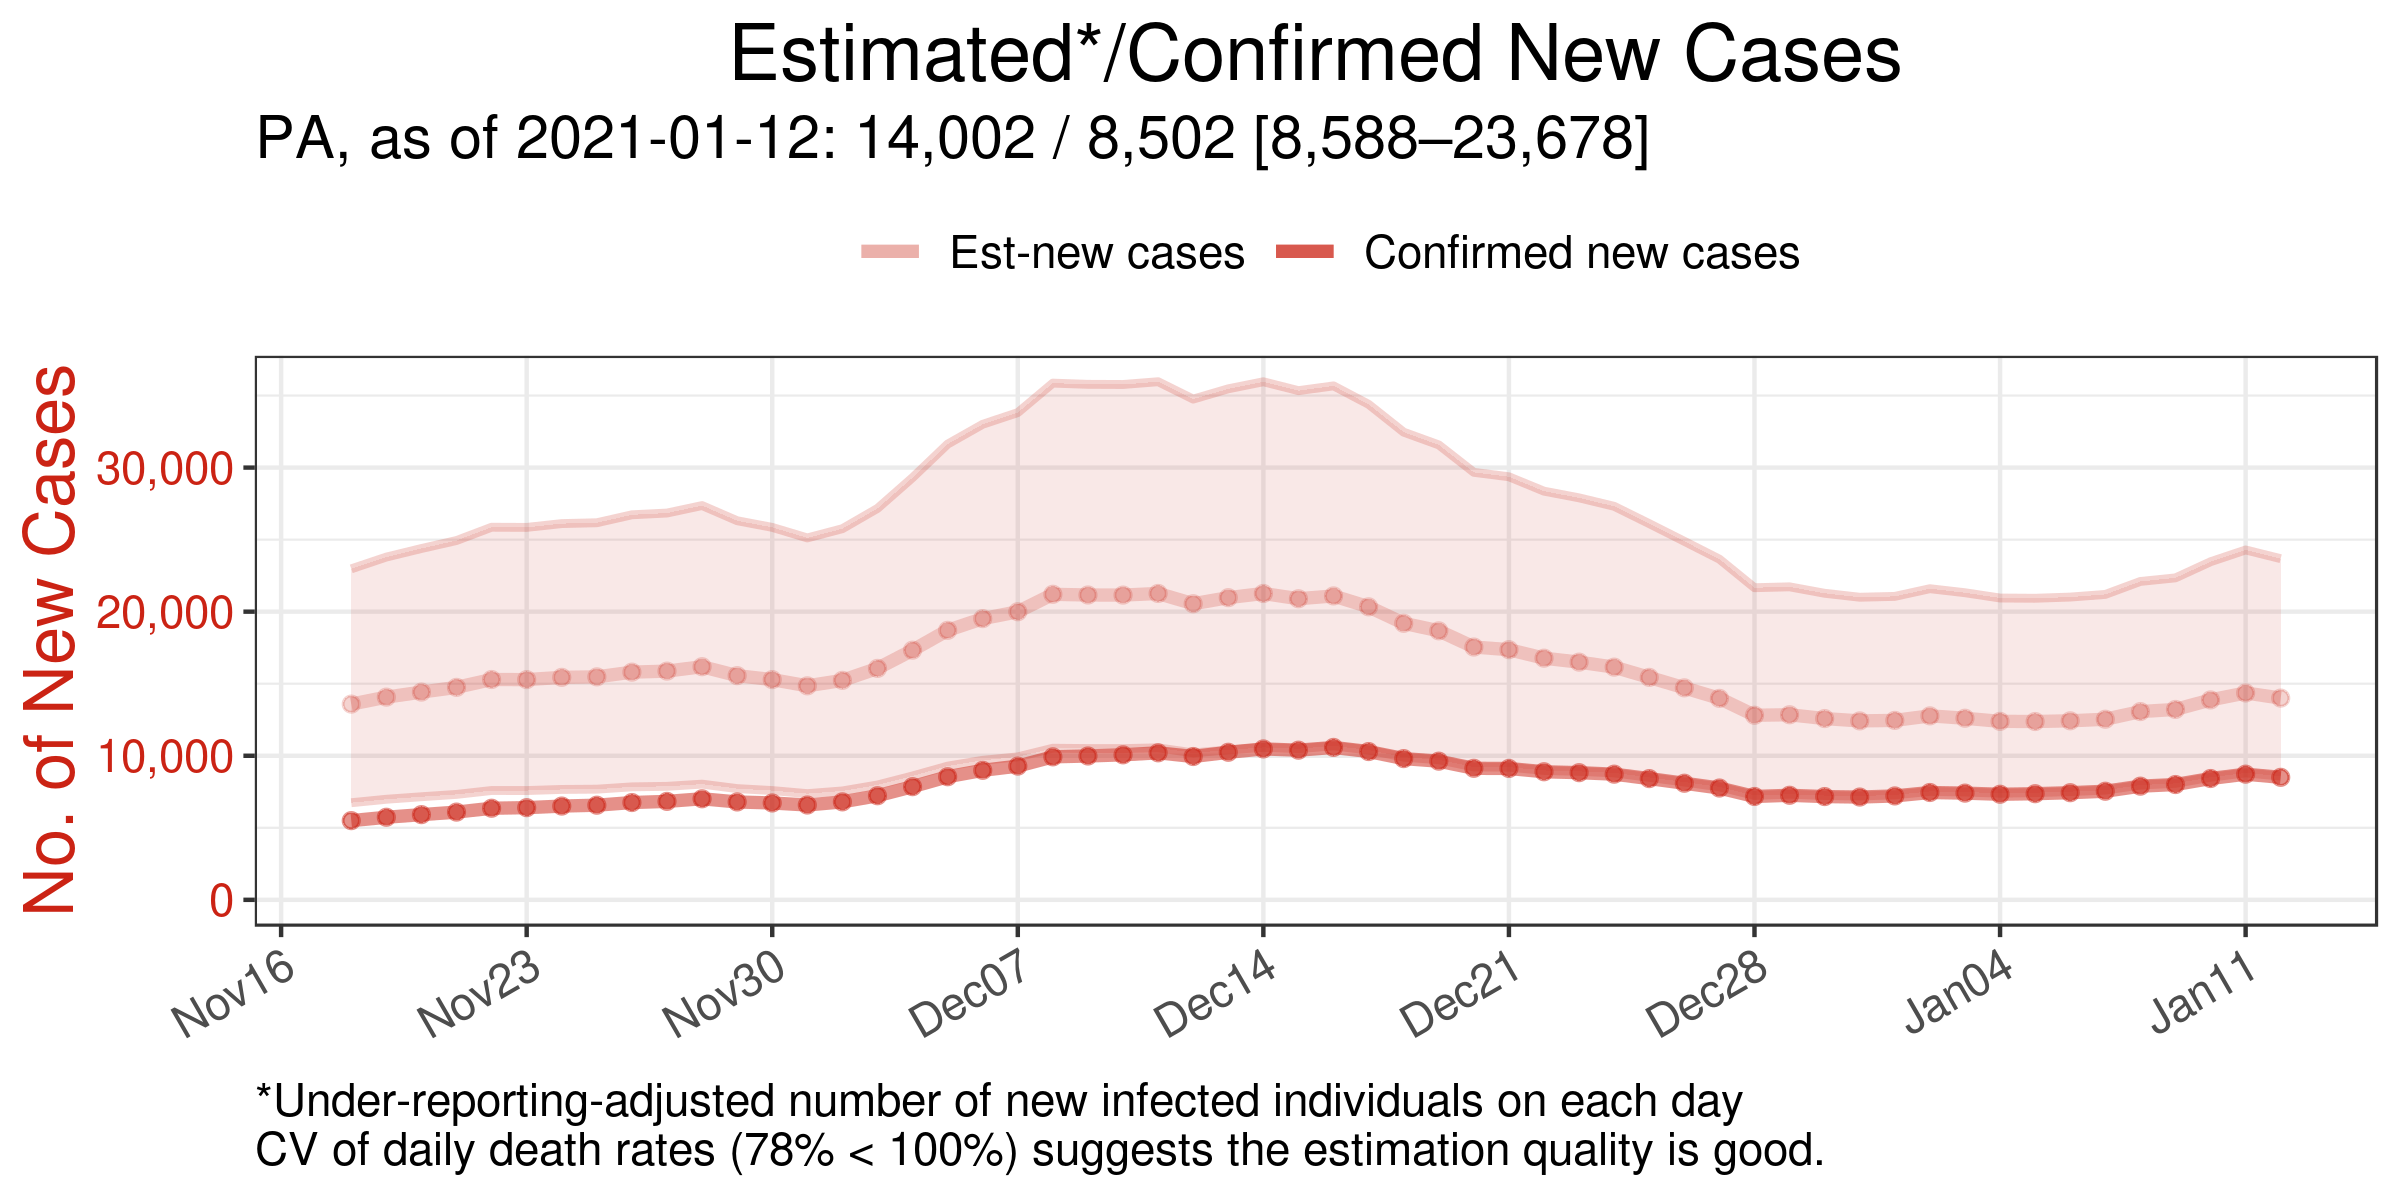 Estimated*/Confirmed New Cases
PA, as of 2021-01-12: 14,002 / 8,502 [8,588–23,678]
Est-new cases Confirmed new cases
No. of New Cases
30,000
20,000
10,000
0
Nov16 Nov23 Nov30 Dec07 Dec14 Dec21 Dec28 Jan04 Jan11
*Under-reporting-adjusted number of new infected individuals on each day
CV of daily death rates (78% < 100%) suggests the estimation quality is good.